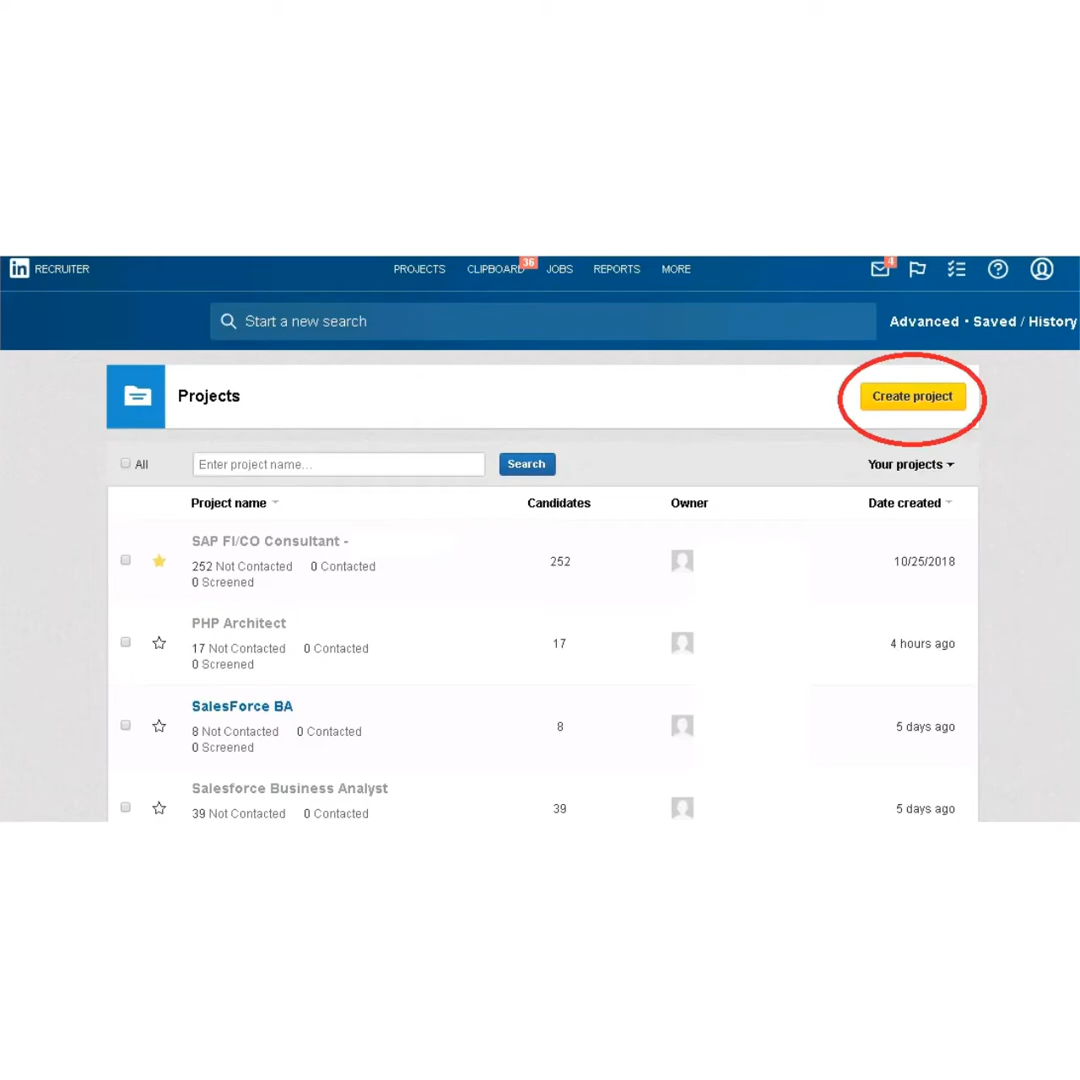 in RECRUITER PROJECTS CLIPBOARD 36 JOBS REPORTS MORE 4
Start a new search Advanced • Saved / History
Projects Create project
All Enter project name... Search Your projects
Project name Candidates Owner Date created
SAP FI/CO Consultant -
252 Not Contacted 0 Contacted 252 10/25/2018
0 Screened
PHP Architect
17 Not Contacted 0 Contacted 17 4 hours ago
0 Screened
SalesForce BA
8 Not Contacted 0 Contacted 8 5 days ago
0 Screened
Salesforce Business Analyst
39 Not Contacted 0 Contacted 39 5 days ago